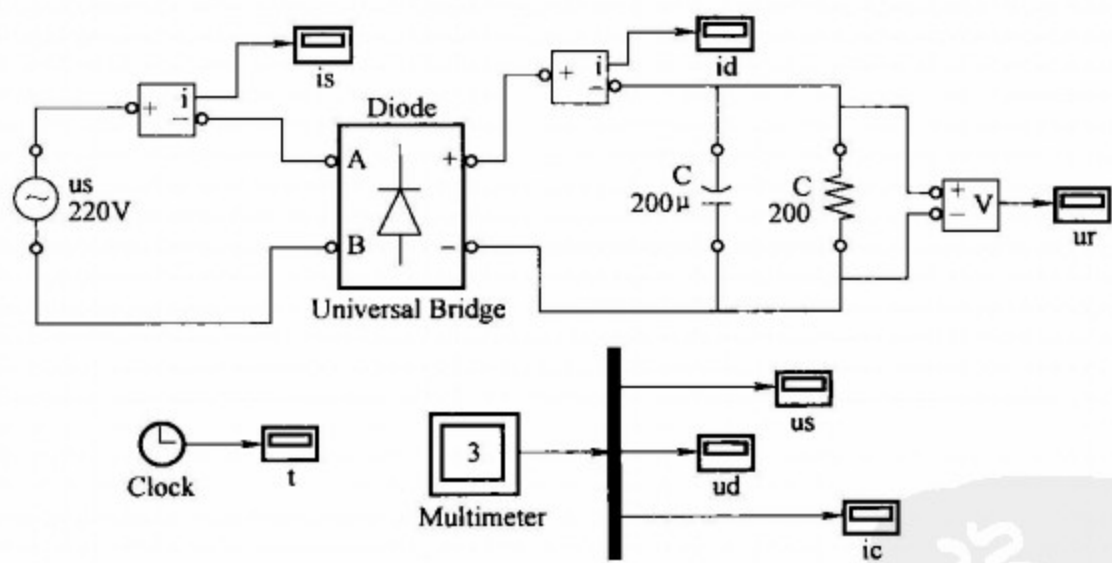 is
id
+
i
−
+
i
−
Diode
us
220V
A
+
B
−
Universal Bridge
C
200μ
C
200
+
−
V
ur
us
3
ud
Clock
t
Multimeter
ic